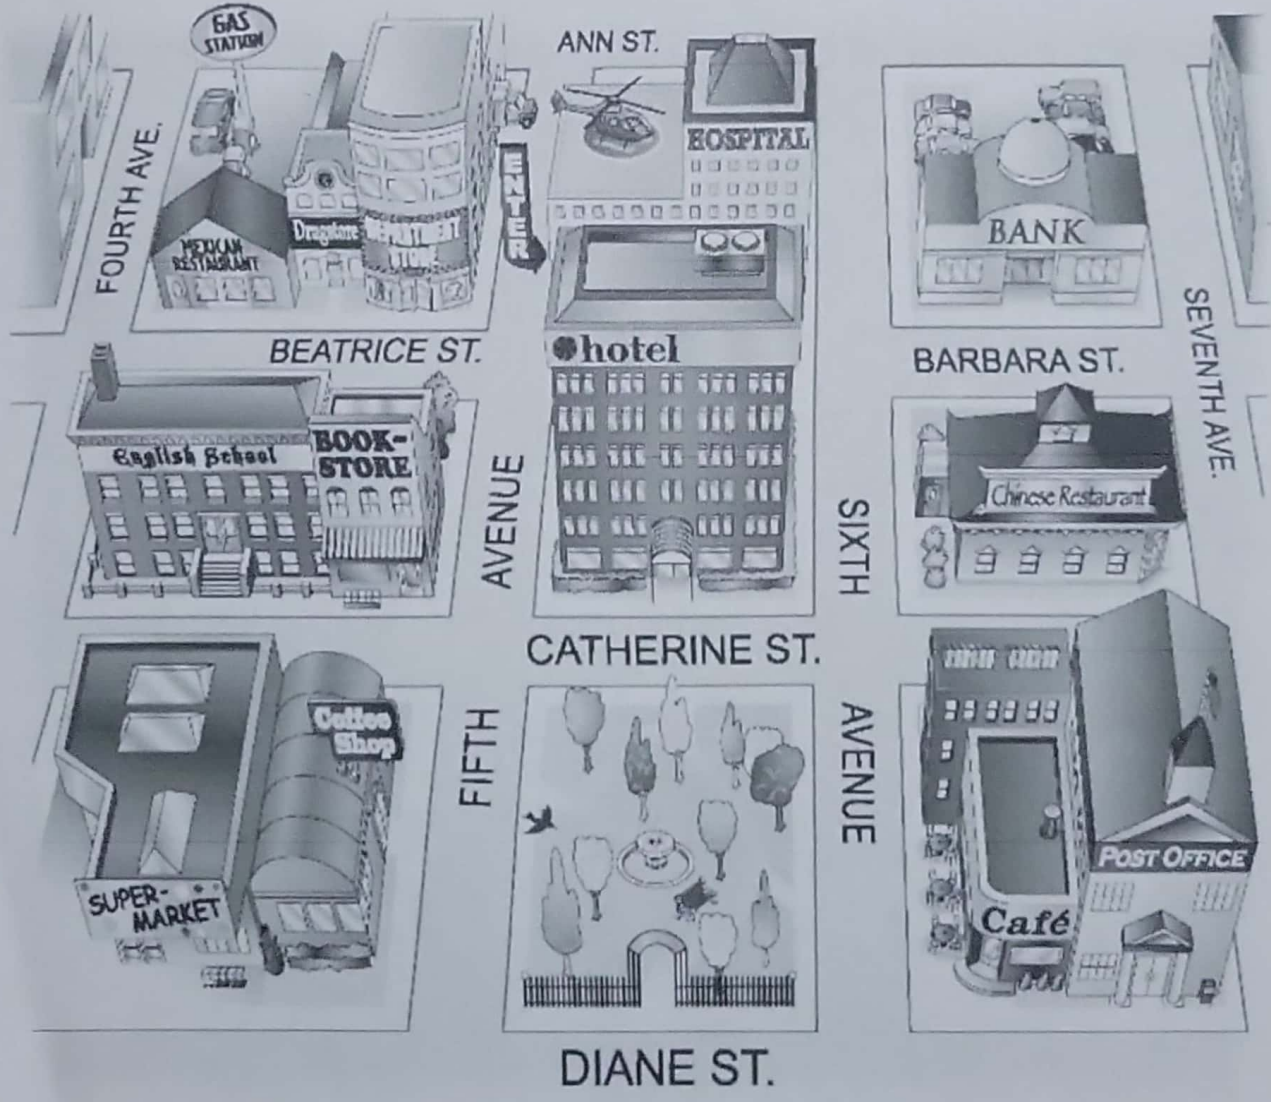 GAS
STATION
ANN ST.
HOSPITAL
FOURTH AVE.
ENTER
MEXICAN
RESTAURANT
Drugstore
DEPARTMENT
STORE
BANK
hotel
BEATRICE ST.
BARBARA ST.
SEVENTH AVE.
English School
BOOK-
STORE
AVENUE
SIXTH
Chinese Restaurant
CATHERINE ST.
Coffee
Shop
FIFTH
AVENUE
SUPER-
MARKET
Café
POST OFFICE
DIANE ST.